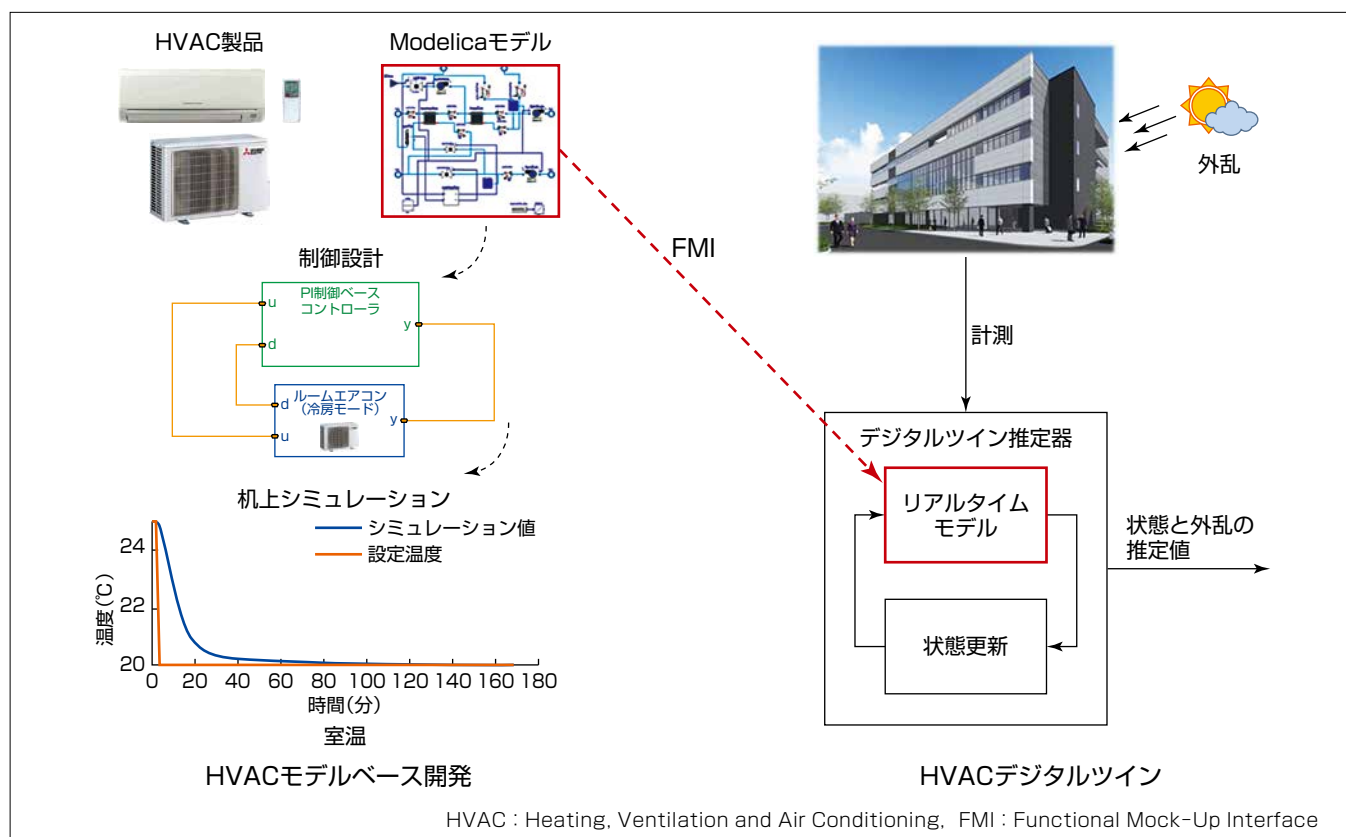 HVAC製品
Modelicaモデル
外乱
FMI
制御設計
PI制御ベース
コントローラ
u
y
d
計測
ルームエアコン
(冷房モード)
d
y
u
デジタルツイン推定器
リアルタイム
モデル
状態と外乱の
推定値
状態更新
机上シミュレーション
シミュレーション値
設定温度
温度(℃)
24
22
20
0 20 40 60 80 100 120 140 160 180
時間(分)
室温
HVACモデルベース開発
HVACデジタルツイン
HVAC:Heating, Ventilation and Air Conditioning, FMI:Functional Mock-Up Interface